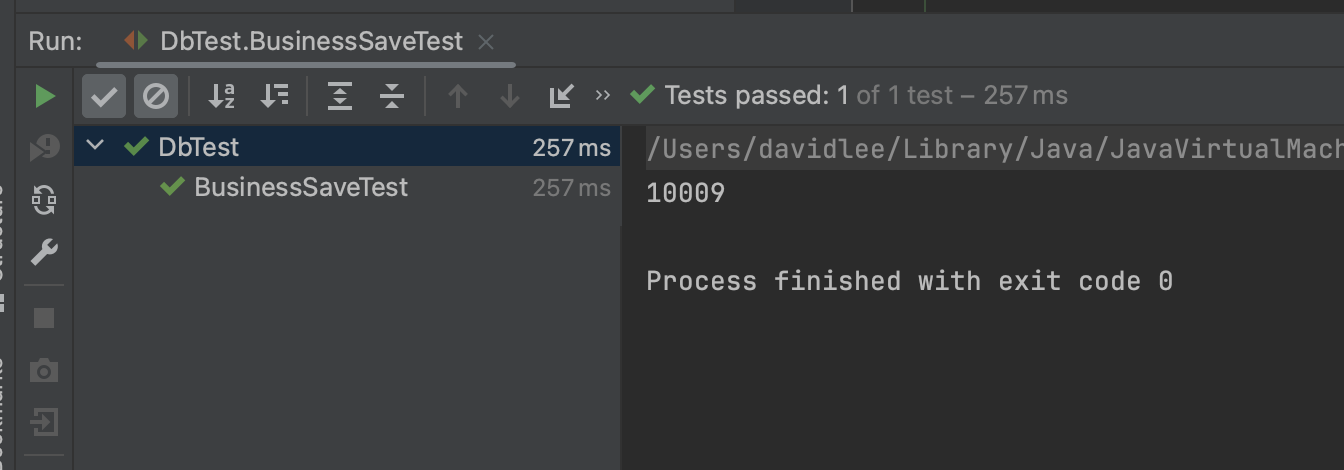 Run: DbTest.BusinessSaveTest
Tests passed: 1 of 1 test – 257 ms
DbTest 257 ms
BusinessSaveTest 257 ms
/Users/davidlee/Library/Java/JavaVirtualMach
10009
Process finished with exit code 0